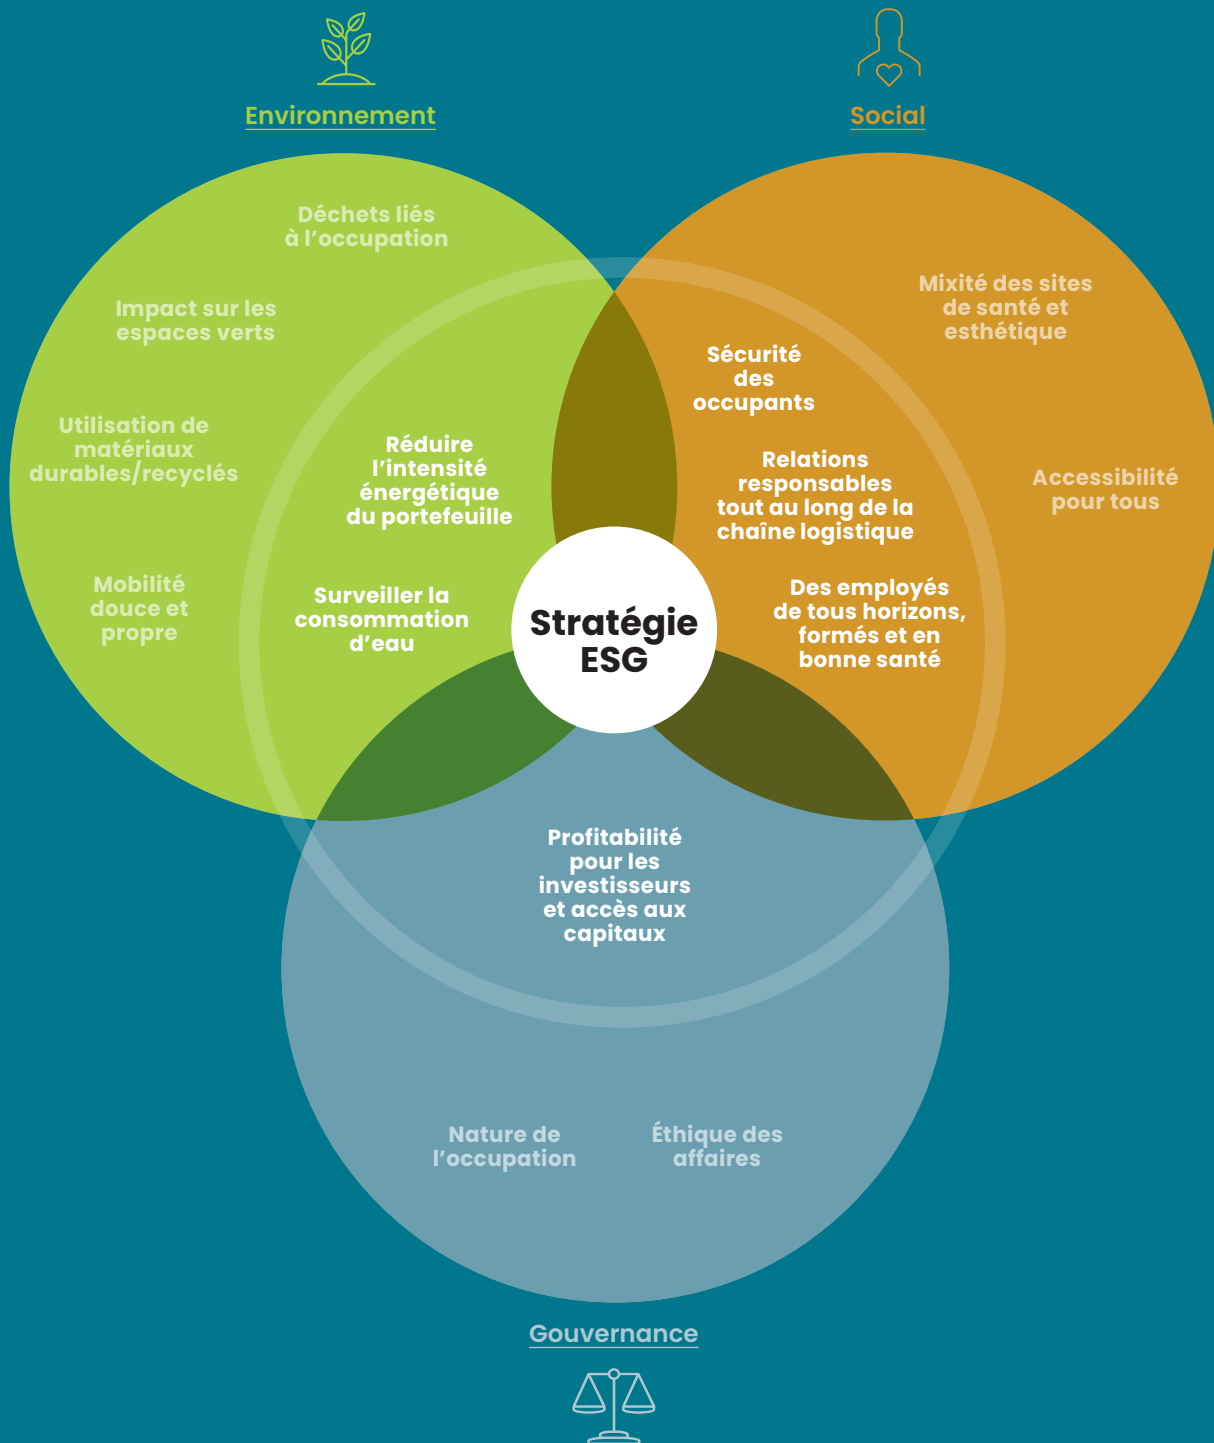 Environnement
Social
Déchets liés
à l’occupation
Impact sur les
espaces verts
Utilisation de
matériaux
durables/recyclés
Mobilité
douce et
propre
Réduire
l’intensité
énergétique
du portefeuille
Surveiller la
consommation
d’eau
Stratégie
ESG
Sécurité
des
occupants
Relations
responsables
tout au long de la
chaîne logistique
Des employés
de tous horizons,
formés et en
bonne santé
Mixité des sites
de santé et
esthétique
Accessibilité
pour tous
Profitabilité
pour les
investisseurs
et accès aux
capitaux
Nature de
l’occupation
Éthique des
affaires
Gouvernance